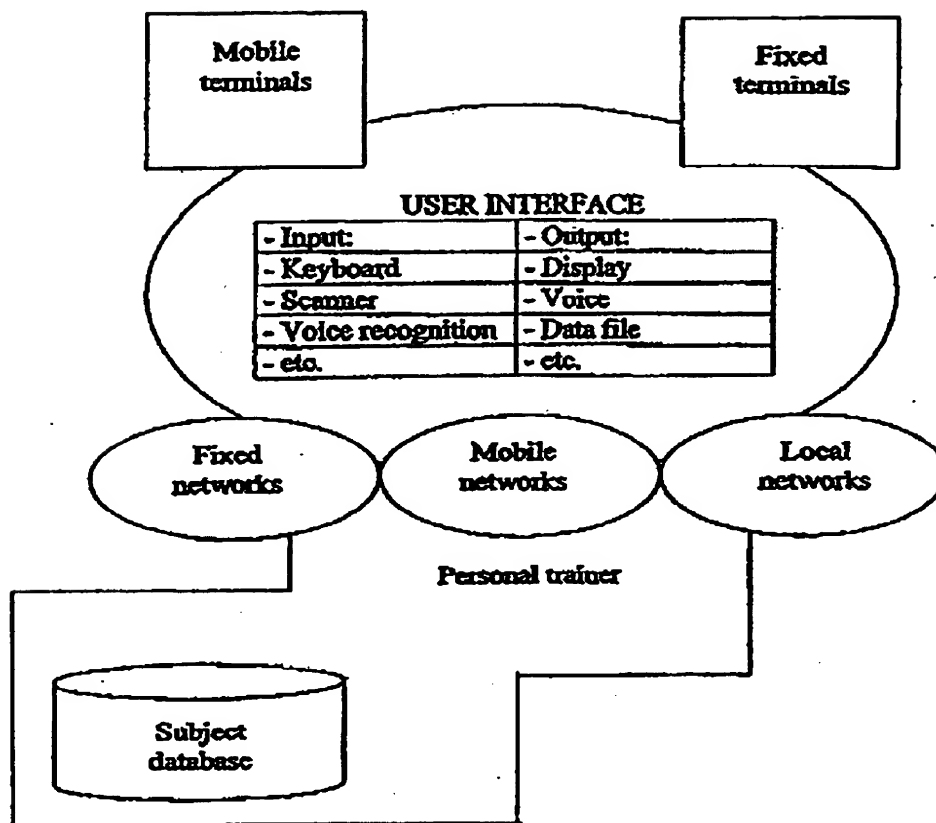 Mobile
terminals
Fixed
terminals
USER INTERFACE
- Input:
- Output:
- Keyboard
- Display
- Scanner
- Voice
- Voice recognition
- Data file
- etc.
- etc.
Fixed
networks
Mobile
networks
Local
networks
Personal trainer
Subject
database